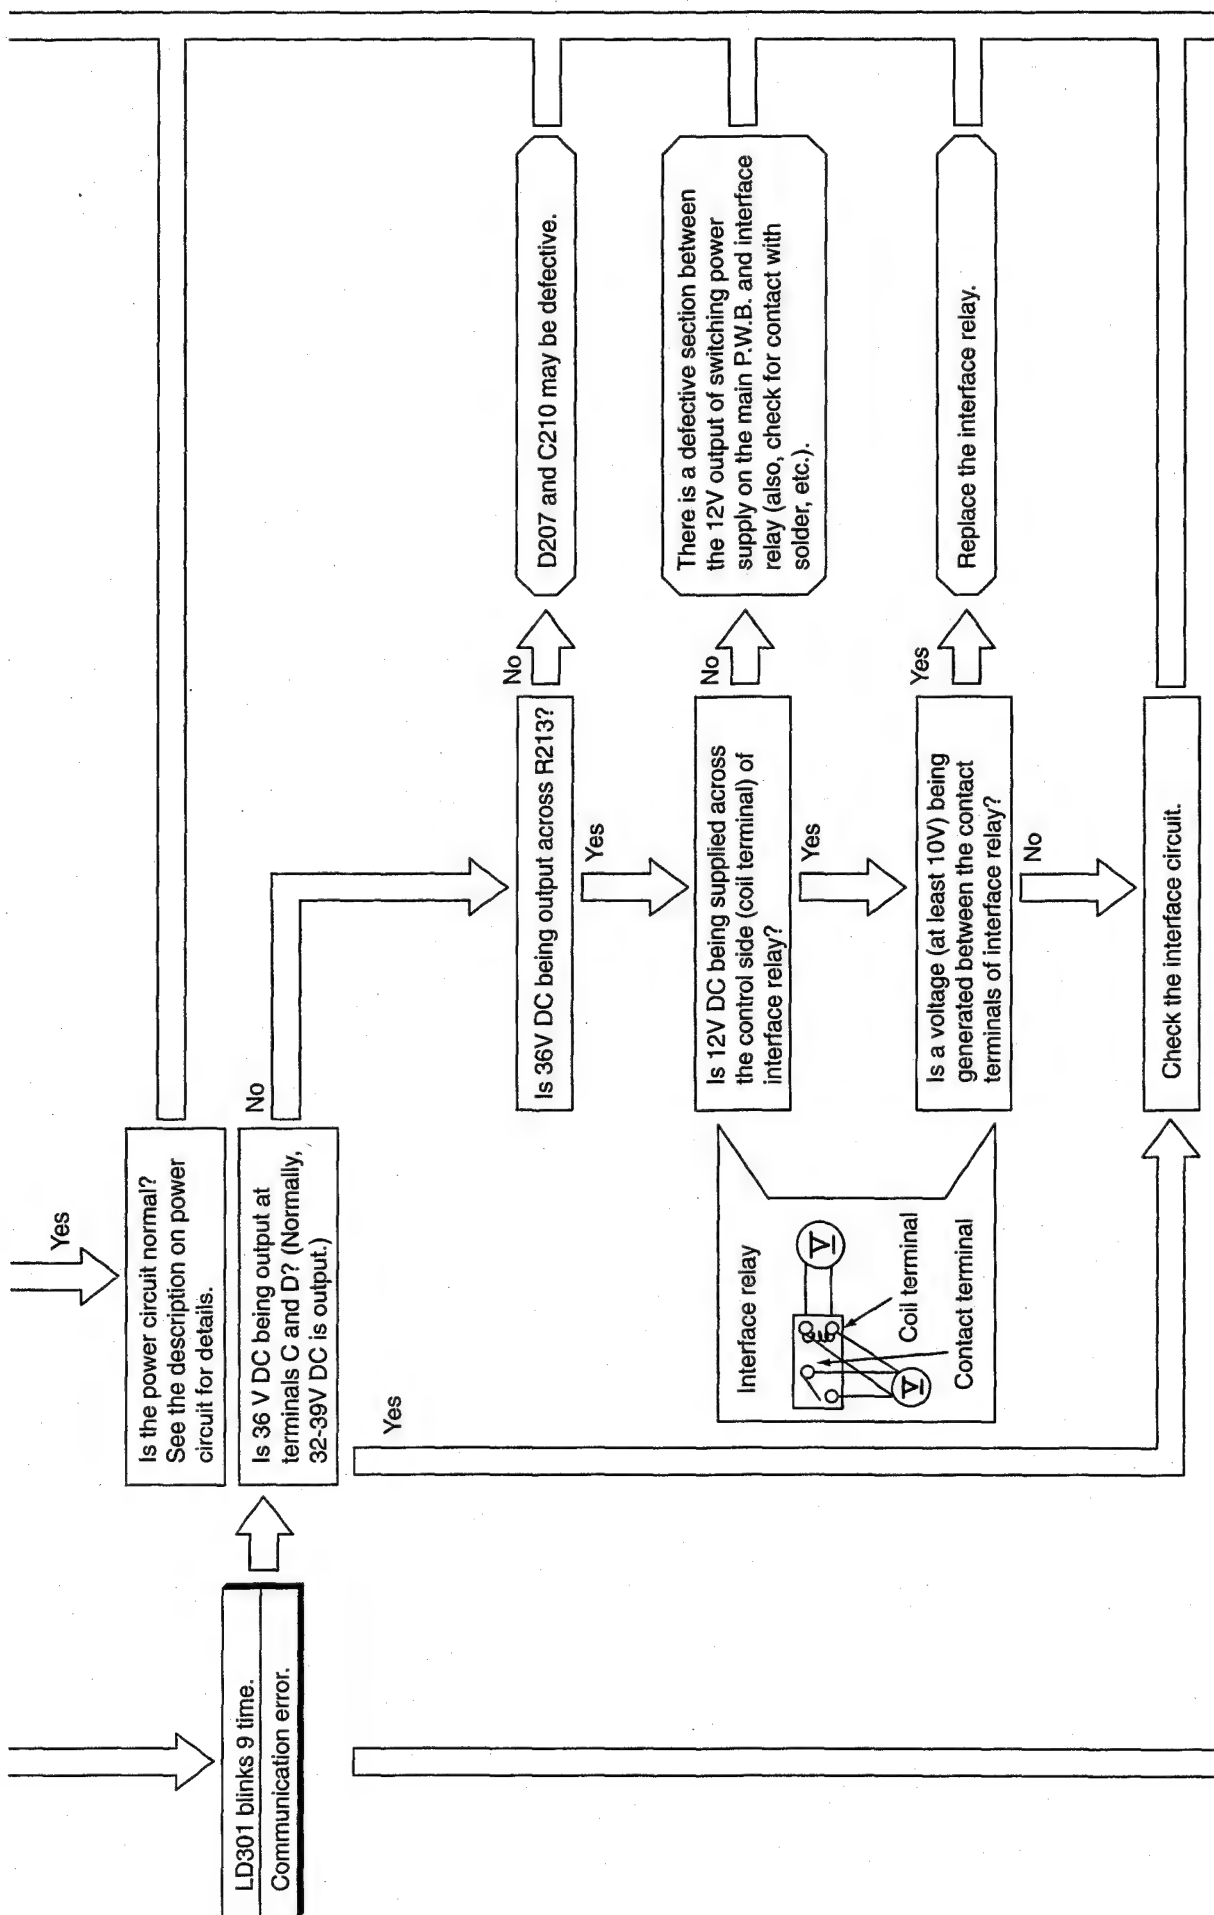 Yes
Is the power circuit normal?
See the description on power
circuit for details.
LD301 blinks 9 time.
Communication error.
Is 36 V DC being output at
terminals C and D? (Normally,
32-39V DC is output.)
No
Yes
Is 36V DC being output across R213?
No
D207 and C210 may be defective.
Yes
Interface relay
V
V
Coil terminal
Contact terminal
Is 12V DC being supplied across
the control side (coil terminal) of
interface relay?
No
There is a defective section between
the 12V output of switching power
supply on the main P.W.B. and interface
relay (also, check for contact with
solder, etc.).
Yes
Is a voltage (at least 10V) being
generated between the contact
terminals of interface relay?
Yes
Replace the interface relay.
No
Check the interface circuit.